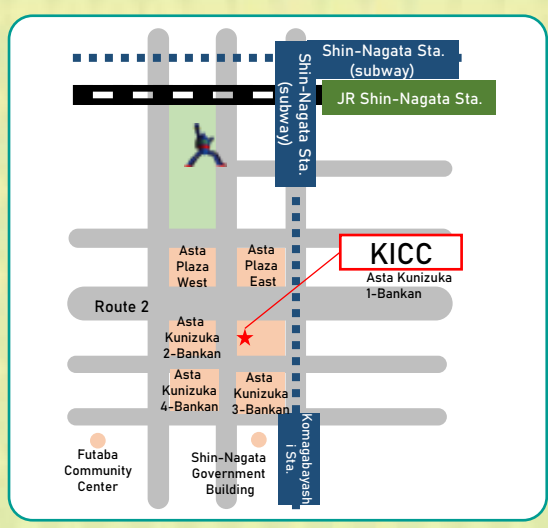 Shin-Nagata Sta.
(subway)
Shin-Nagata Sta.
(subway)
JR Shin-Nagata Sta.
KICC
Asta Kunizuka
1-Bankan
Asta
Plaza
West
Asta
Plaza
East
Route 2
Asta
Kunizuka
2-Bankan
Asta
Kunizuka
4-Bankan
Asta
Kunizuka
3-Bankan
Futaba
Community
Center
Shin-Nagata
Government
Building
Komagabayash
i Sta.